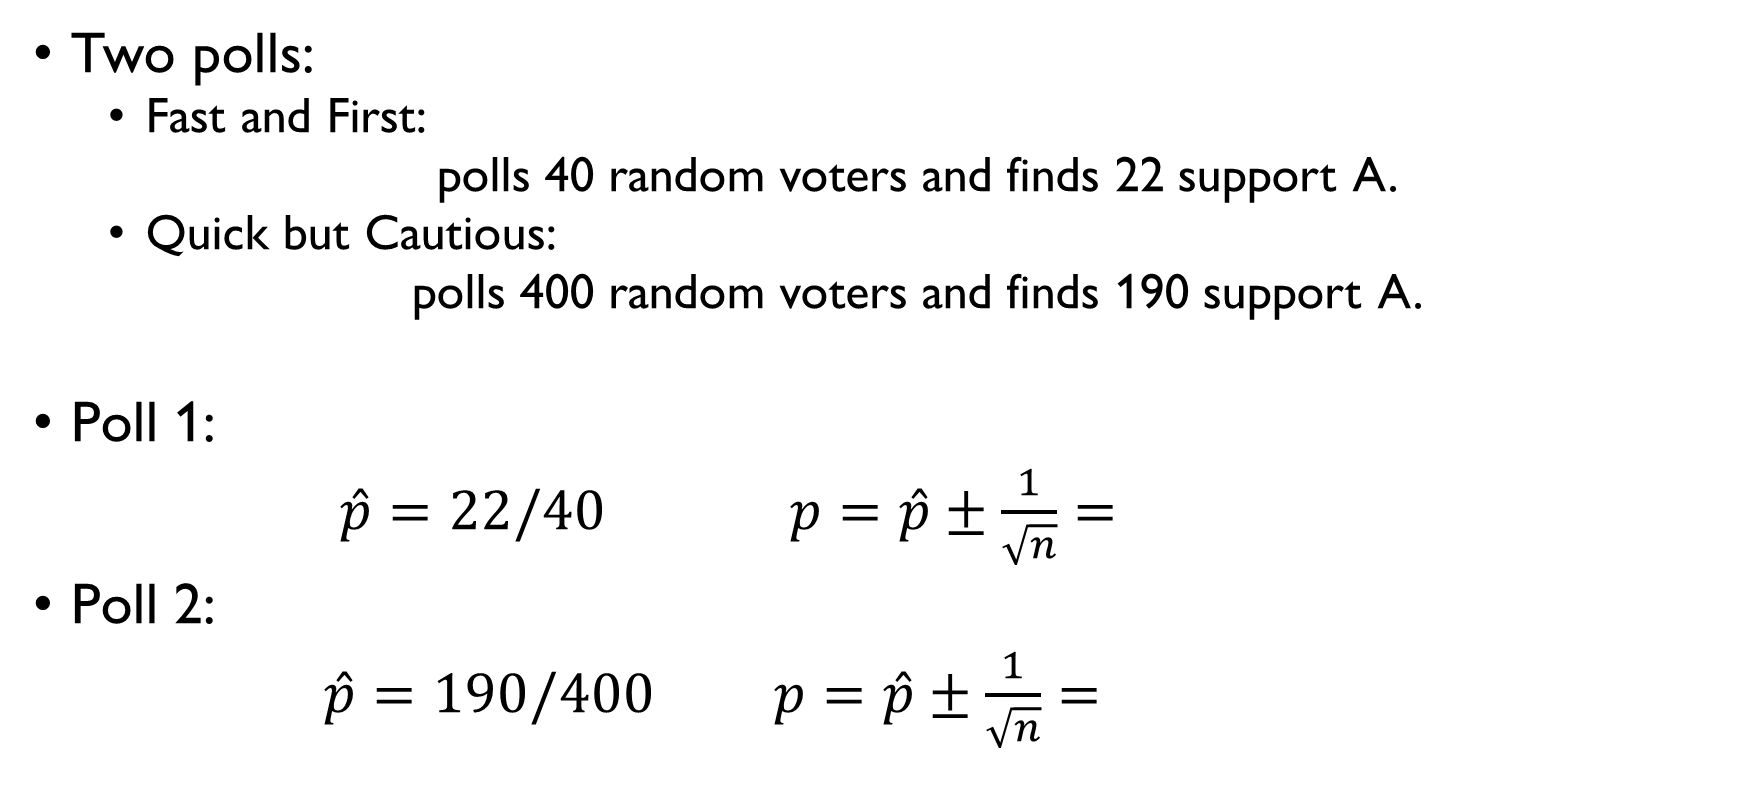 • Two polls:
• Fast and First:
polls 40 random voters and finds 22 support A.
• Quick but Cautious:
polls 400 random voters and finds 190 support A.
• Poll 1:
p̂ = 22/40 p = p̂ ± 1/√n =
• Poll 2:
p̂ = 190/400 p = p̂ ± 1/√n =